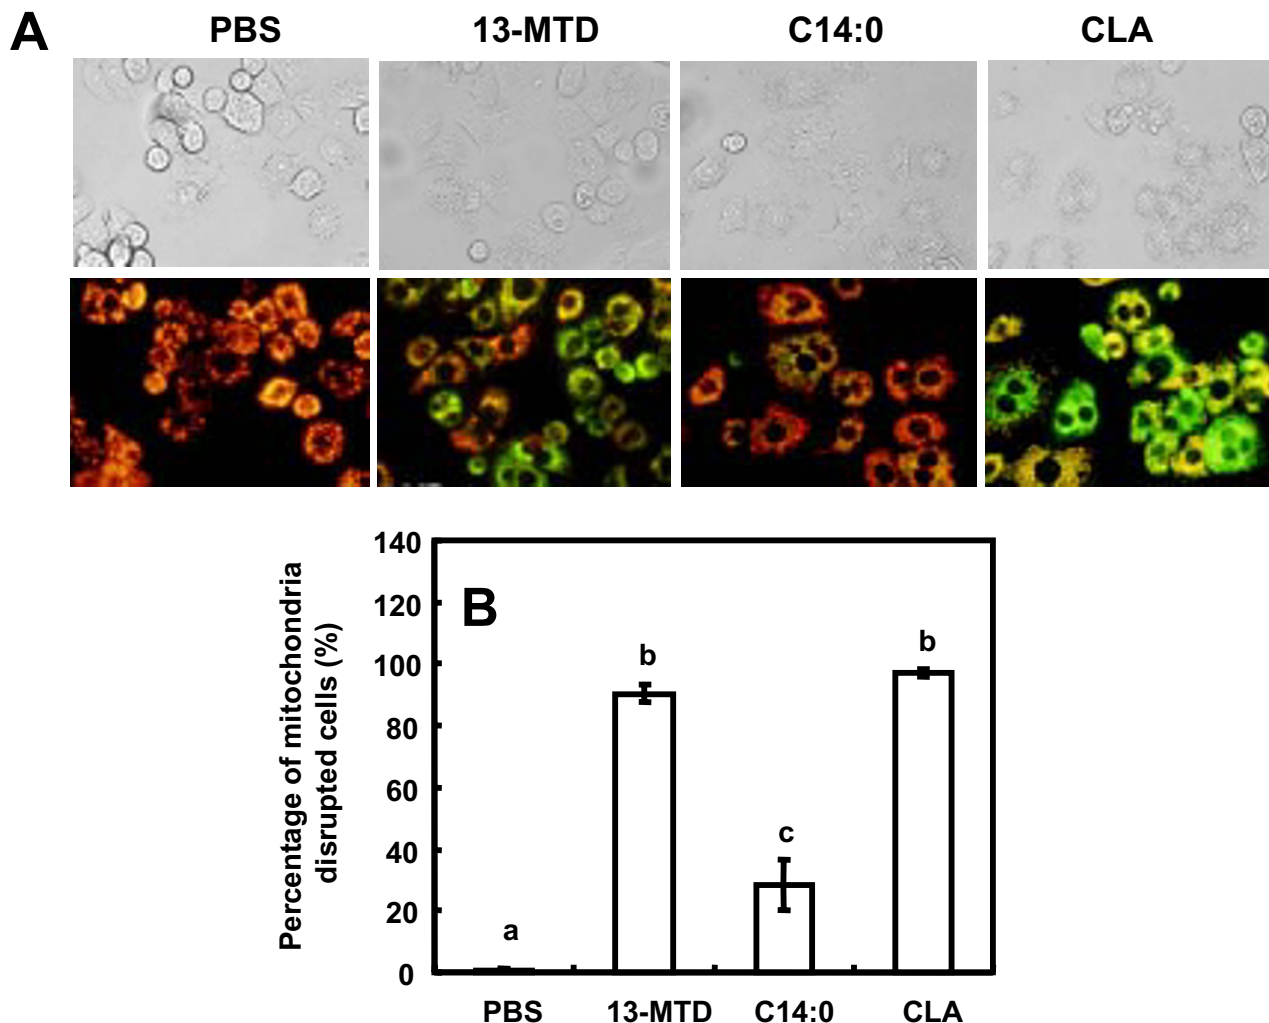 A
PBS 13-MTD C14:0 CLA
B
Percentage of mitochondria
disrupted cells (%)
140
120
100
80
60
40
20
0
a
b
c
b
PBS 13-MTD C14:0 CLA